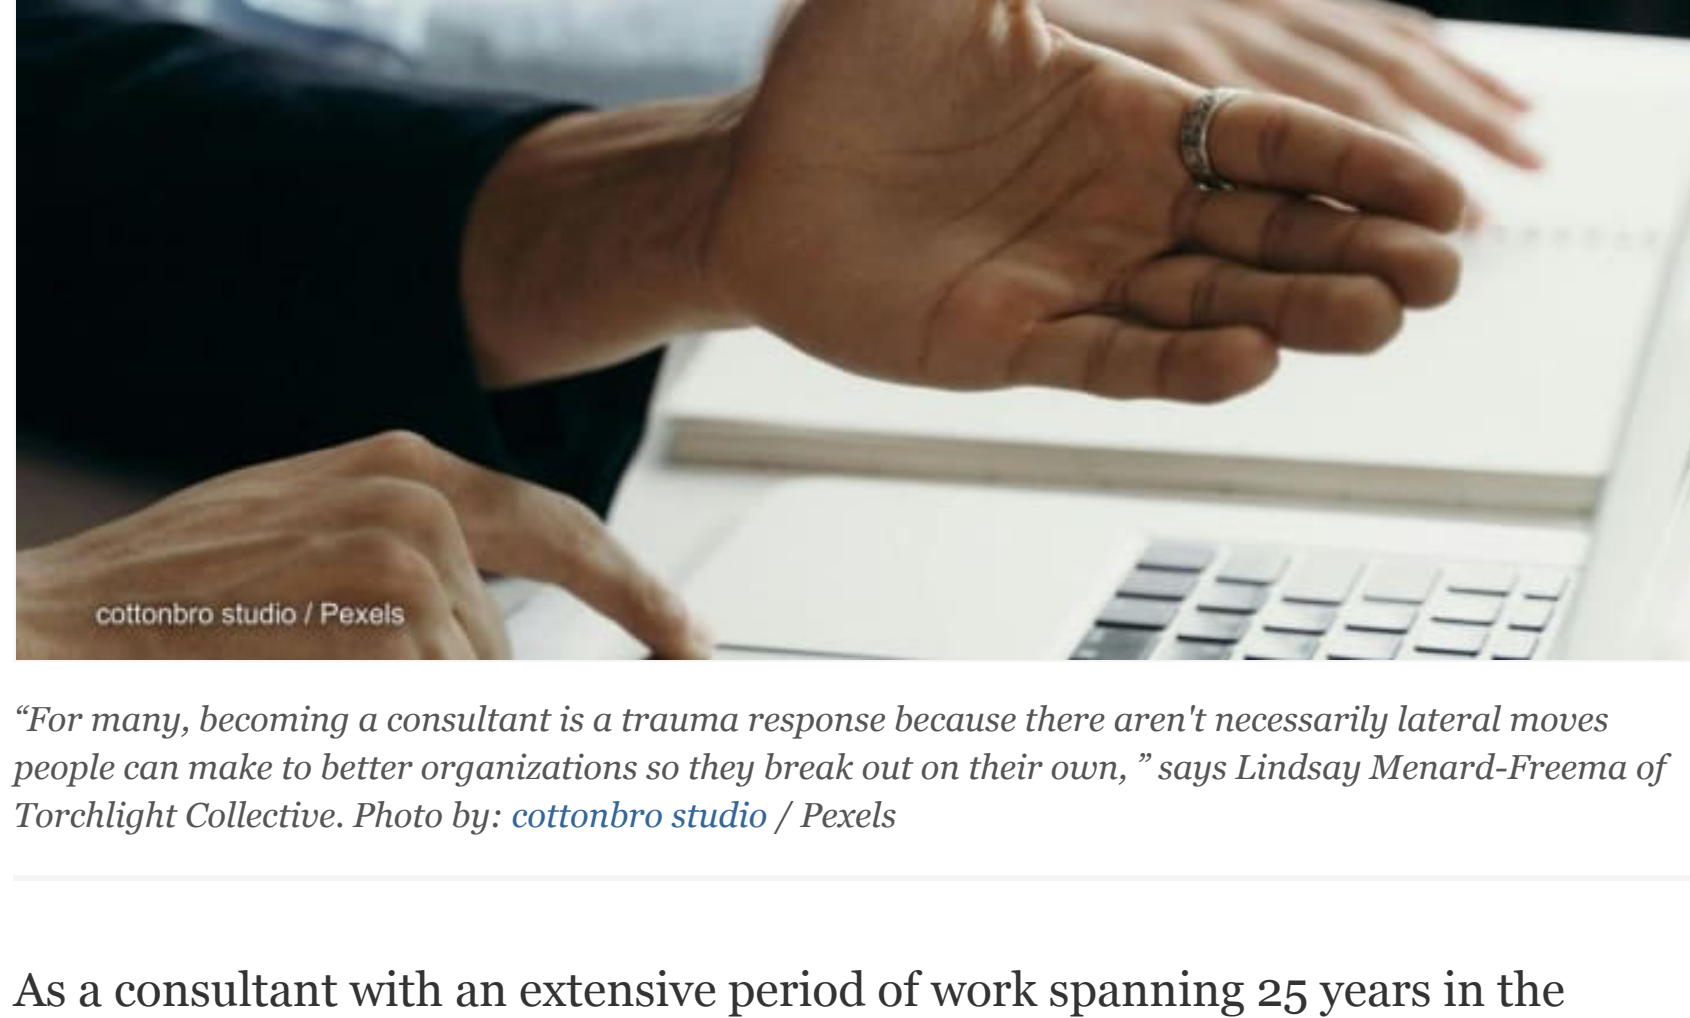 cottonbro studio / Pexels
“For many, becoming a consultant is a trauma response because there aren't necessarily lateral moves
people can make to better organizations so they break out on their own, ” says Lindsay Menard-Freema of
Torchlight Collective. Photo by: cottonbro studio / Pexels
As a consultant with an extensive period of work spanning 25 years in the